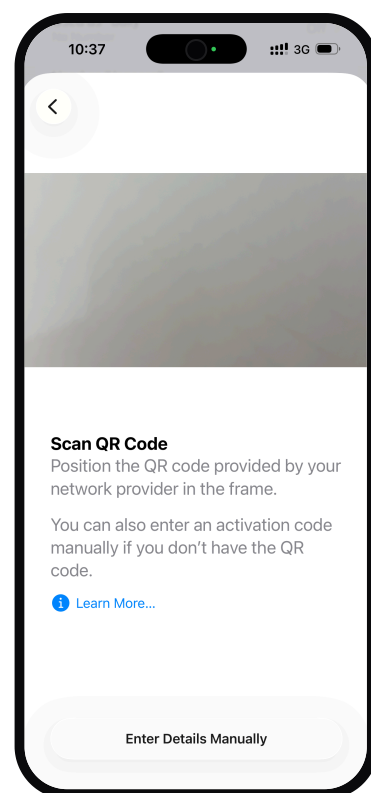 10:37
3G
Scan QR Code
Position the QR code provided by your
network provider in the frame.
You can also enter an activation code
manually if you don’t have the QR
code.
Learn More...
Enter Details Manually